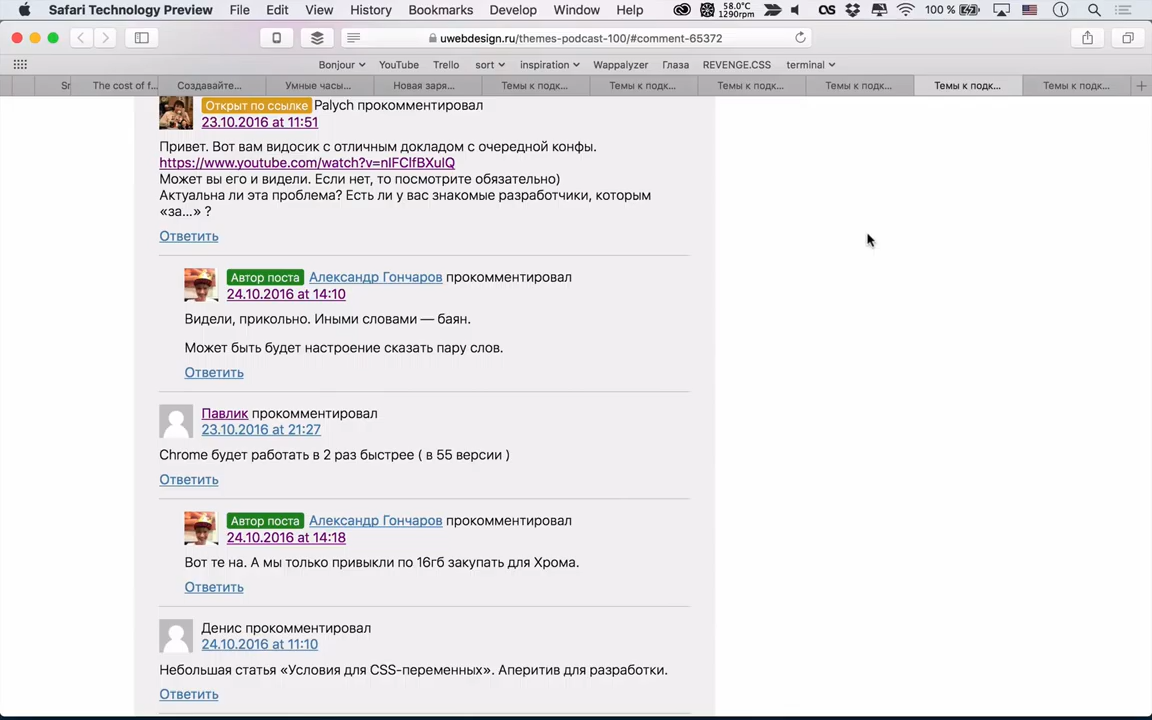 Safari Technology Preview File Edit View History Bookmarks Develop Window Help 58.0°C 1290rpm 100 %
uwebdesign.ru/themes-podcast-100/#comment-65372
Bonjour YouTube Trello sort inspiration Wappalyzer Глаза REVENGE.CSS terminal
Sr The cost of f... Создавайте... Умные часы... Новая заря... Темы к подк... Темы к подк... Темы к подк... Темы к подк... Темы к подк... Темы к подк...
Открыт по ссылке Palych прокомментировал
23.10.2016 at 11:51
Привет. Вот вам видосик с отличным докладом с очередной конфы.
https://www.youtube.com/watch?v=nIFClfBXulQ
Может вы его и видели. Если нет, то посмотрите обязательно)
Актуальна ли эта проблема? Есть ли у вас знакомые разработчики, которым
«за...» ?
Ответить
Автор поста Александр Гончаров прокомментировал
24.10.2016 at 14:10
Видели, прикольно. Иными словами — баян.
Может быть будет настроение сказать пару слов.
Ответить
Павлик прокомментировал
23.10.2016 at 21:27
Chrome будет работать в 2 раз быстрее ( в 55 версии )
Ответить
Автор поста Александр Гончаров прокомментировал
24.10.2016 at 14:18
Вот те на. А мы только привыкли по 16гб закупать для Хрома.
Ответить
Денис прокомментировал
24.10.2016 at 11:10
Небольшая статья «Условия для CSS-переменных». Аперитив для разработки.
Ответить